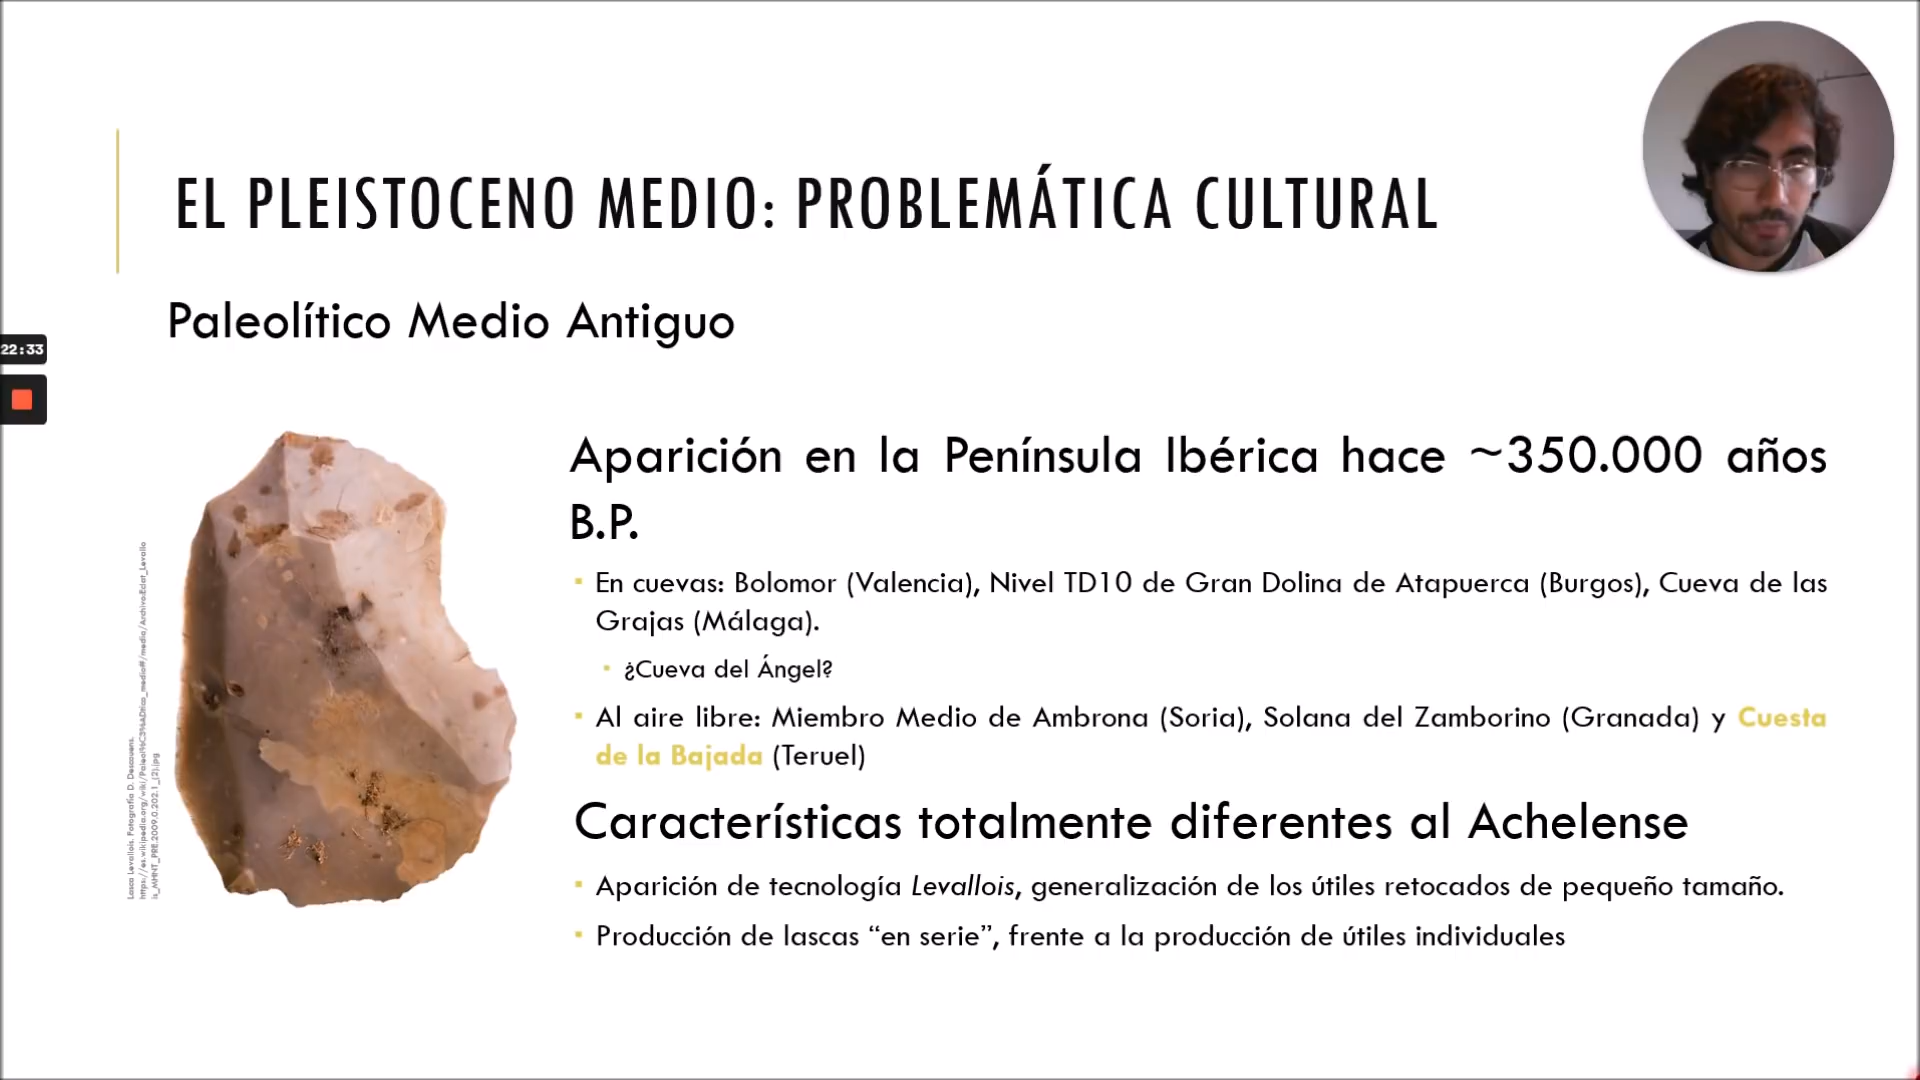 EL PLEISTOCENO MEDIO: PROBLEMÁTICA CULTURAL
Paleolítico Medio Antiguo
22:33
Aparición en la Península Ibérica hace ~350.000 años
B.P.
En cuevas: Bolomor (Valencia), Nivel TD10 de Gran Dolina de Atapuerca (Burgos), Cueva de las
Grajas (Málaga).
¿Cueva del Ángel?
Al aire libre: Miembro Medio de Ambrona (Soria), Solana del Zamborino (Granada) y Cuesta
de la Bajada (Teruel)
Características totalmente diferentes al Achelense
Aparición de tecnología Levallois, generalización de los útiles retocados de pequeño tamaño.
Producción de lascas “en serie”, frente a la producción de útiles individuales
Lasca Levallois. Fotografía D. Descouens.